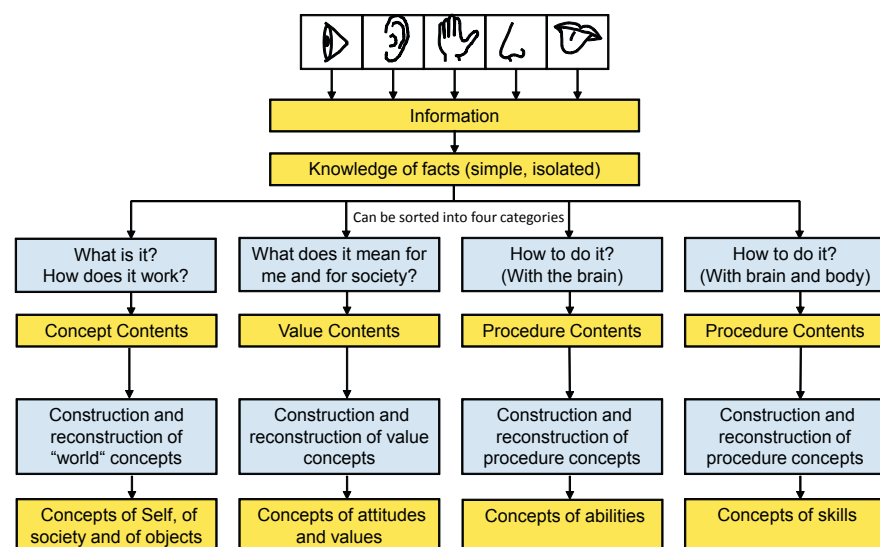 Information
Knowledge of facts (simple, isolated)
Can be sorted into four categories
What is it?
How does it work?
What does it mean for
me and for society?
How to do it?
(With the brain)
How to do it?
(With brain and body)
Concept Contents
Value Contents
Procedure Contents
Procedure Contents
Construction and
reconstruction of
“world“ concepts
Construction and
reconstruction of value
concepts
Construction and
reconstruction of
procedure concepts
Construction and
reconstruction of
procedure concepts
Concepts of Self, of
society and of objects
Concepts of attitudes
and values
Concepts of abilities
Concepts of skills